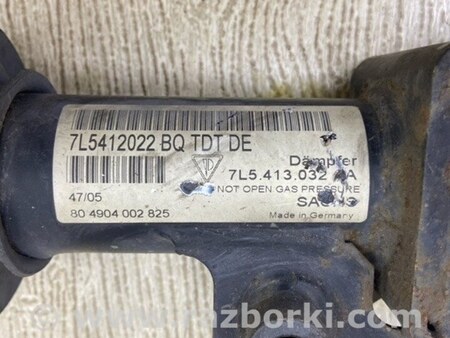 7L5412022 BQ TDT DE
Dämpfer
7L5.413.032
NOT OPEN GAS PRESSURE
47/05
Made in Germany
80 4904 002 825
www.razborki.com